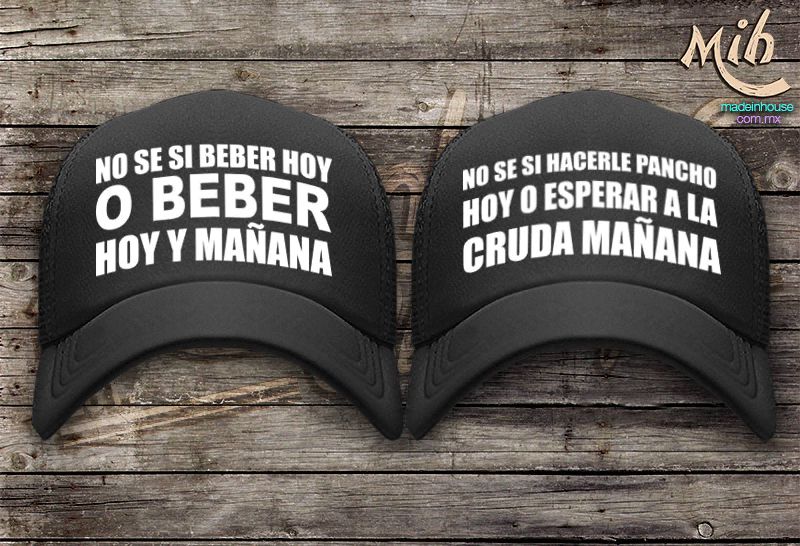 NO SE SI BEBER HOY
O BEBER
HOY Y MAÑANA
NO SE SI HACERLE PANCHO
HOY O ESPERAR A LA
CRUDA MAÑANA
Mih
madeinhouse
.com.mx